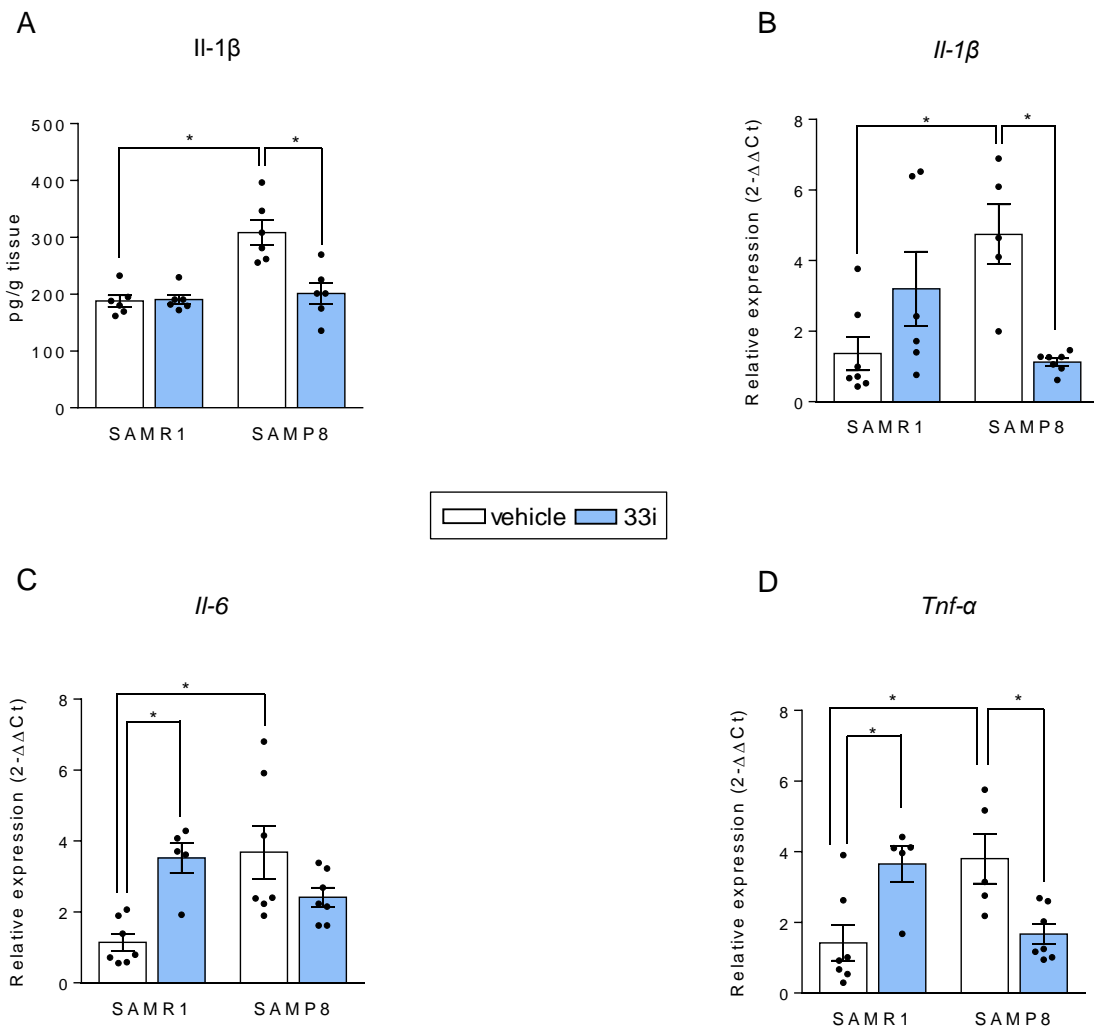 A
Il-1β
pg/g tissue
500
400
300
200
100
0
*
*
SAMR1
SAMP8
B
Il-1β
Relative expression (2-ΔΔCt)
8
6
4
2
0
*
*
SAMR1
SAMP8
vehicle
33i
C
Il-6
Relative expression (2-ΔΔCt)
8
6
4
2
0
*
*
SAMR1
SAMP8
D
Tnf-α
Relative expression (2-ΔΔCt)
8
6
4
2
0
*
*
*
SAMR1
SAMP8